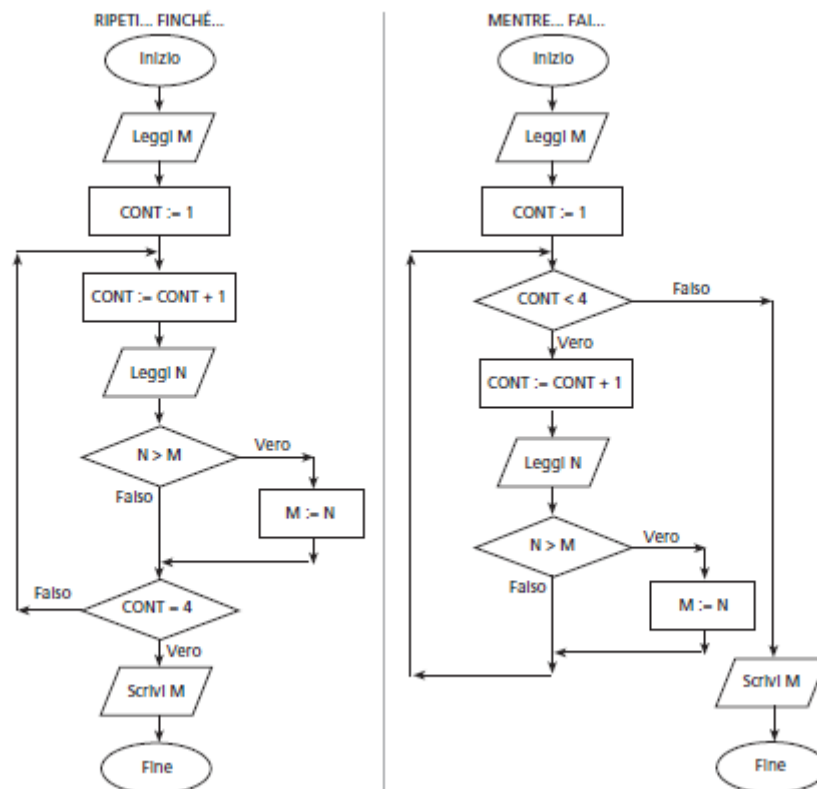 RIPETI... FINCHÉ...
Inizio
Leggi M
CONT := 1
CONT := CONT + 1
Leggi N
N > M
Vero
Falso
M := N
Falso
CONT = 4
Vero
Scrivi M
Fine
MENTRE... FAI...
Inizio
Leggi M
CONT := 1
CONT < 4
Falso
Vero
CONT := CONT + 1
Leggi N
N > M
Vero
Falso
M := N
Scrivi M
Fine